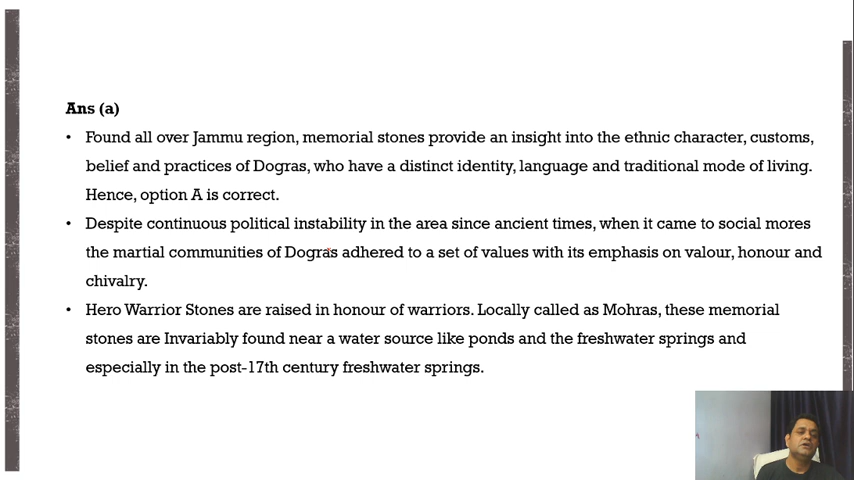 Ans (a)
• Found all over Jammu region, memorial stones provide an insight into the ethnic character, customs,
belief and practices of Dogras, who have a distinct identity, language and traditional mode of living.
Hence, option A is correct.
• Despite continuous political instability in the area since ancient times, when it came to social mores
the martial communities of Dogras adhered to a set of values with its emphasis on valour, honour and
chivalry.
• Hero Warrior Stones are raised in honour of warriors. Locally called as Mohras, these memorial
stones are Invariably found near a water source like ponds and the freshwater springs and
especially in the post-17th century freshwater springs.